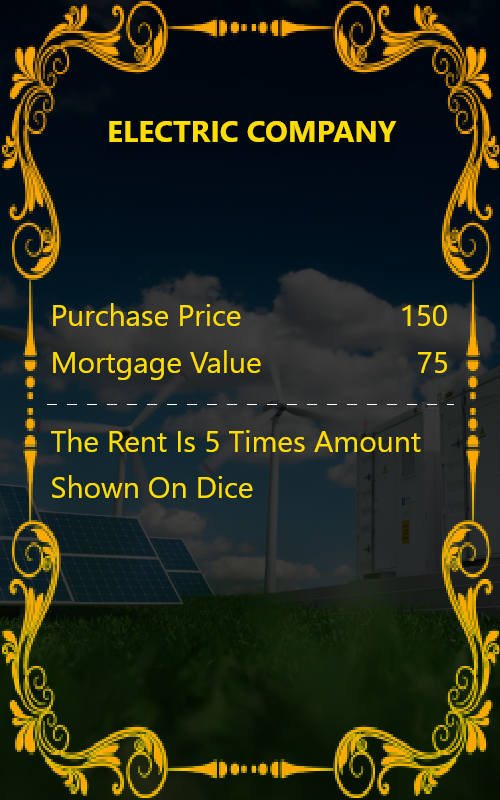 ELECTRIC COMPANY
Purchase Price 150
Mortgage Value 75
The Rent Is 5 Times Amount
Shown On Dice